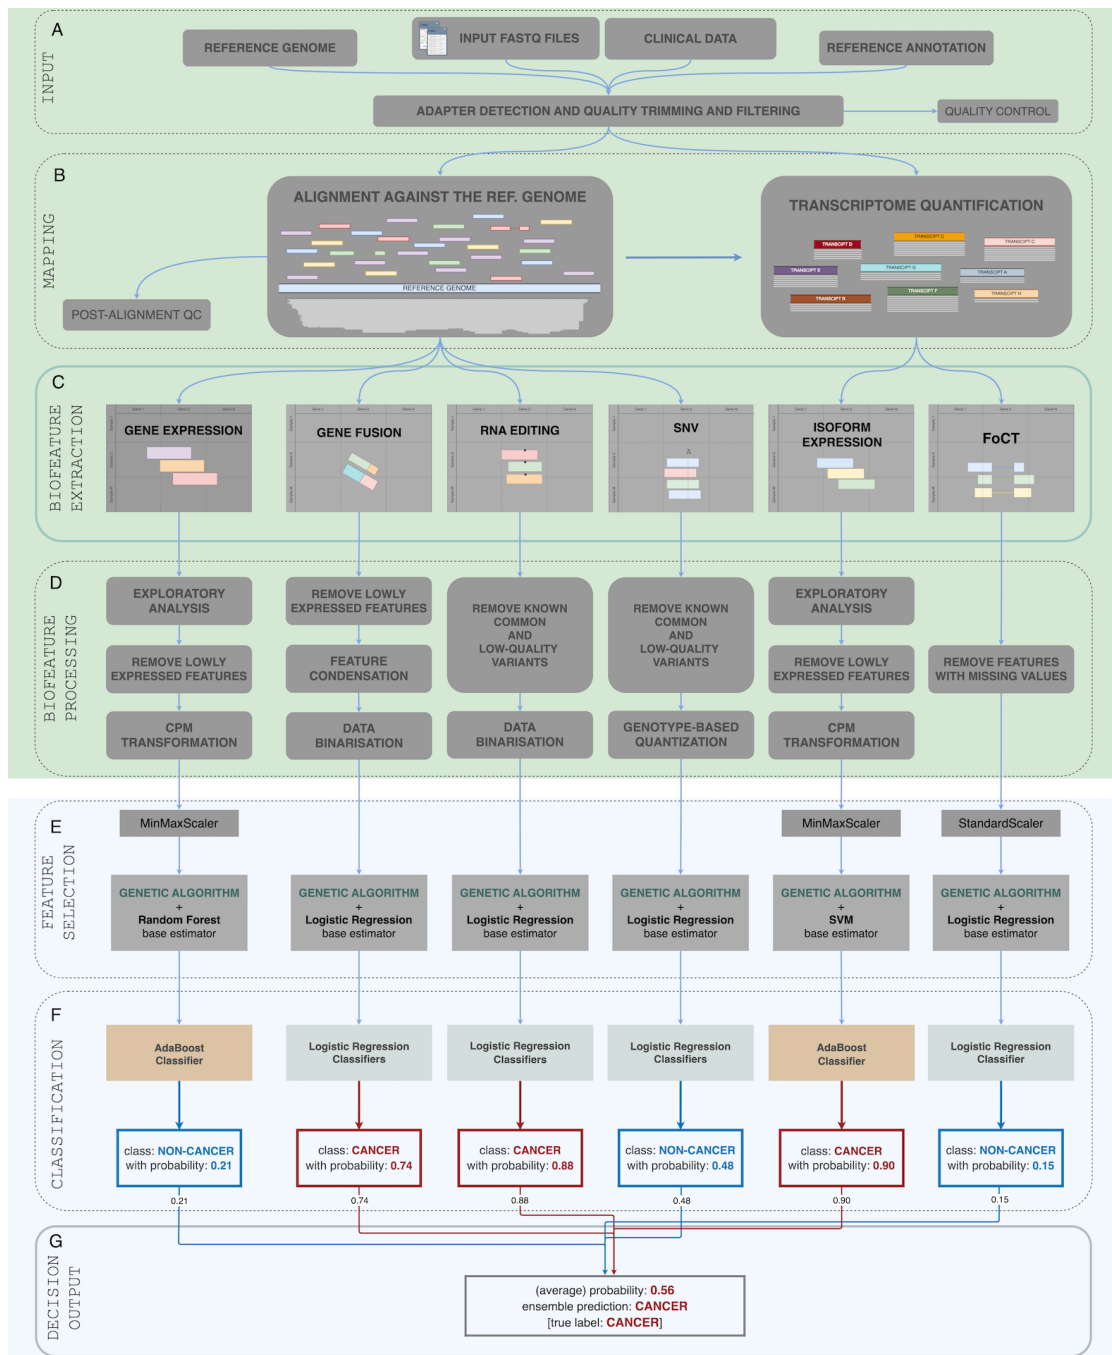 A
INPUT
REFERENCE GENOME
INPUT FASTQ FILES
CLINICAL DATA
REFERENCE ANNOTATION
ADAPTER DETECTION AND QUALITY TRIMMING AND FILTERING
QUALITY CONTROL
B
MAPPING
ALIGNMENT AGAINST THE REF. GENOME
REFERENCE GENOME
POST-ALIGNMENT QC
TRANSCRIPTOME QUANTIFICATION
TRANSCIPT D
TRANSCIPT C
TRANSCIPT C
TRANSCIPT E
TRANSCIPT G
TRANSCIPT A
TRANSCIPT B
TRANSCIPT F
TRANSCIPT H
C
BIOFEATURE
EXTRACTION
GENE EXPRESSION
GENE FUSION
RNA EDITING
SNV
ISOFORM
EXPRESSION
FoCT
D
BIOFEATURE
PROCESSING
EXPLORATORY
ANALYSIS
REMOVE LOWLY
EXPRESSED FEATURES
CPM
TRANSFORMATION
REMOVE LOWLY
EXPRESSED FEATURES
FEATURE
CONDENSATION
DATA
BINARISATION
REMOVE KNOWN
COMMON
AND
LOW-QUALITY
VARIANTS
DATA
BINARISATION
REMOVE KNOWN
COMMON
AND
LOW-QUALITY
VARIANTS
GENOTYPE-BASED
QUANTIZATION
EXPLORATORY
ANALYSIS
REMOVE LOWLY
EXPRESSED FEATURES
CPM
TRANSFORMATION
REMOVE FEATURES
WITH MISSING VALUES
E
FEATURE
SELECTION
MinMaxScaler
MinMaxScaler
StandardScaler
GENETIC ALGORITHM
+
Random Forest
base estimator
GENETIC ALGORITHM
+
Logistic Regression
base estimator
GENETIC ALGORITHM
+
Logistic Regression
base estimator
GENETIC ALGORITHM
+
Logistic Regression
base estimator
GENETIC ALGORITHM
+
SVM
base estimator
GENETIC ALGORITHM
+
Logistic Regression
base estimator
F
CLASSIFICATION
AdaBoost
Classifier
Logistic Regression
Classifiers
Logistic Regression
Classifiers
Logistic Regression
Classifiers
AdaBoost
Classifier
Logistic Regression
Classifier
class: NON-CANCER
with probability: 0.21
class: CANCER
with probability: 0.74
class: CANCER
with probability: 0.88
class: NON-CANCER
with probability: 0.48
class: CANCER
with probability: 0.90
class: NON-CANCER
with probability: 0.15
0.21
0.74
0.88
0.48
0.90
0.15
G
DECISION
OUTPUT
(average) probability: 0.56
ensemble prediction: CANCER
[true label: CANCER]